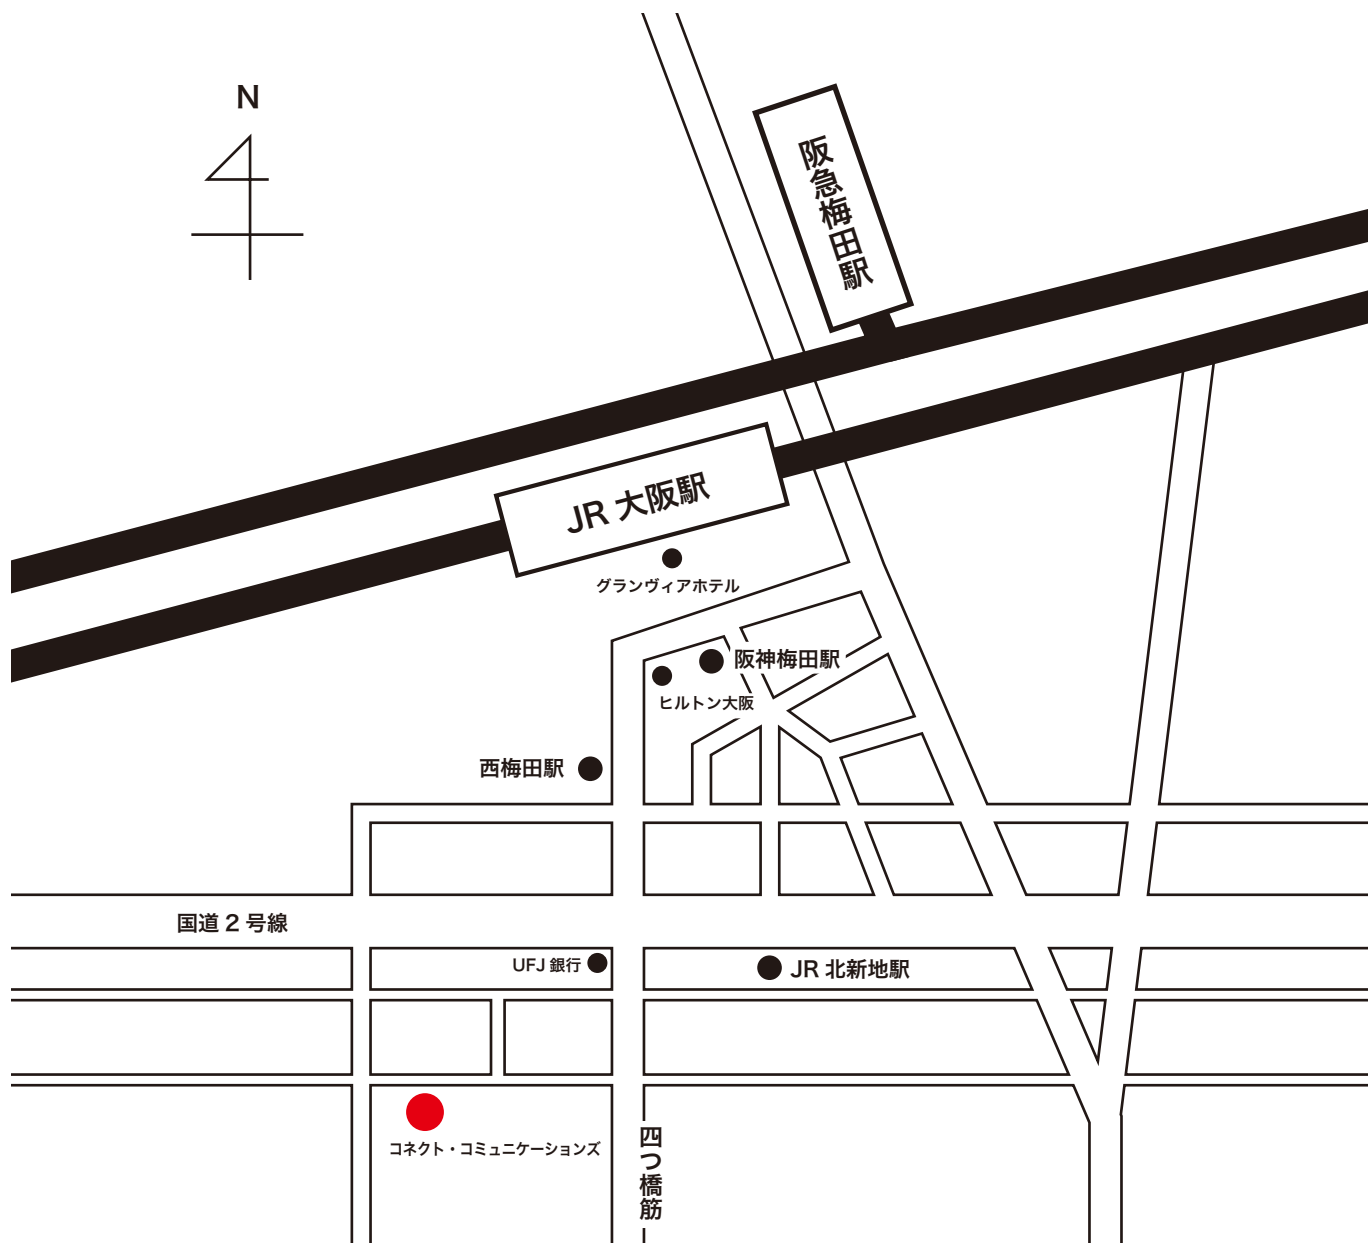 N
阪急梅田駅
JR 大阪駅
グランヴィアホテル
阪神梅田駅
ヒルトン大阪
西梅田駅
国道 2 号線
UFJ 銀行
JR 北新地駅
コネクト・コミュニケーションズ
四つ橋筋